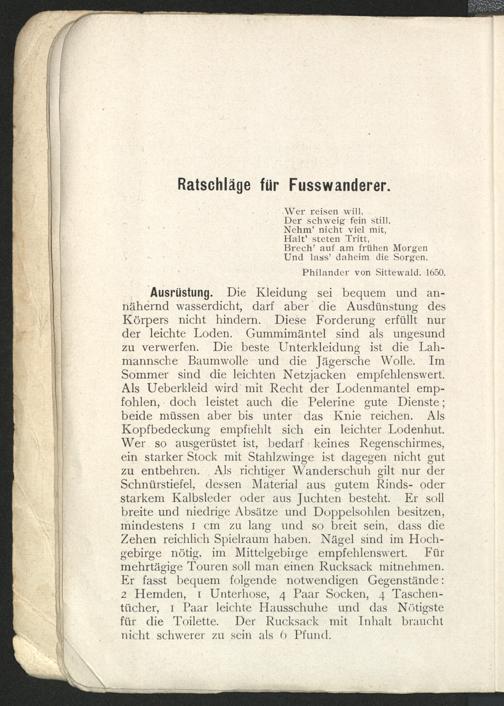 Ratschläge für Fusswanderer.
Wer reisen will,
Der schweig fein still,
Nehm' nicht viel mit,
Halt' steten Tritt,
Brech' auf am frühen Morgen
Und lass' daheim die Sorgen.
Philander von Sittewald. 1650.
Ausrüstung. Die Kleidung sei bequem und an-
nähernd wasserdicht, darf aber die Ausdünstung des
Körpers nicht hindern. Diese Forderung erfüllt nur
der leichte Loden. Gummimäntel sind als ungesund
zu verwerfen. Die beste Unterkleidung ist die Lah-
mannsche Baumwolle und die Jägersche Wolle. Im
Sommer sind die leichten Netzjacken empfehlenswert.
Als Ueberkleid wird mit Recht der Lodenmantel emp-
fohlen, doch leistet auch die Pelerine gute Dienste;
beide müssen aber bis unter das Knie reichen. Als
Kopfbedeckung empfiehlt sich ein leichter Lodenhut.
Wer so ausgerüstet ist, bedarf keines Regenschirmes,
ein starker Stock mit Stahlzwinge ist dagegen nicht gut
zu entbehren. Als richtiger Wanderschuh gilt nur der
Schnürstiefel, dessen Material aus gutem Rinds- oder
starkem Kalbsleder oder aus Juchten besteht. Er soll
breite und niedrige Absätze und Doppelsohlen besitzen,
mindestens 1 cm zu lang und so breit sein, dass die
Zehen reichlich Spielraum haben. Nägel sind im Hoch-
gebirge nötig, im Mittelgebirge empfehlenswert. Für
mehrtägige Touren soll man einen Rucksack mitnehmen.
Er fasst bequem folgende notwendigen Gegenstände:
2 Hemden, 1 Unterhose, 4 Paar Socken, 4 Taschen-
tücher, 1 Paar leichte Hausschuhe und das Nötigste
für die Toilette. Der Rucksack mit Inhalt braucht
nicht schwerer zu sein als 6 Pfund.